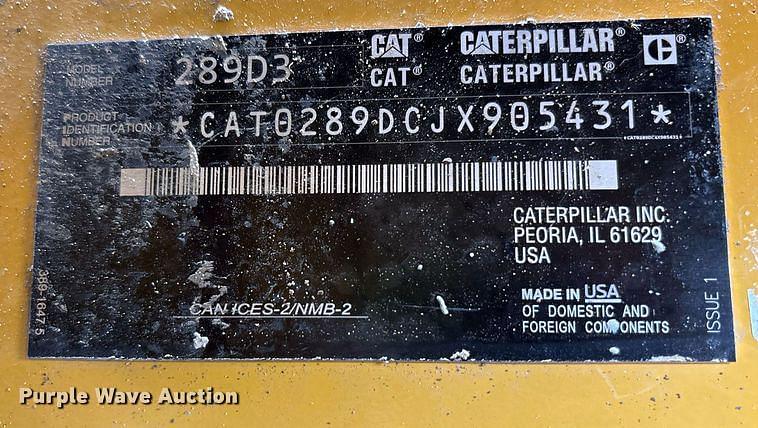 MODEL NUMBER 289D3
CAT® CATERPILLAR®
CAT® CATERPILLAR®
PRODUCT IDENTIFICATION NUMBER *CAT0289DCJX905431*
*CAT0289DCJX905431*
CATERPILLAR INC.
PEORIA, IL 61629
USA
CAN ICES-2/NMB-2
MADE IN USA
OF DOMESTIC AND
FOREIGN COMPONENTS
ISSUE 1
Purple Wave Auction